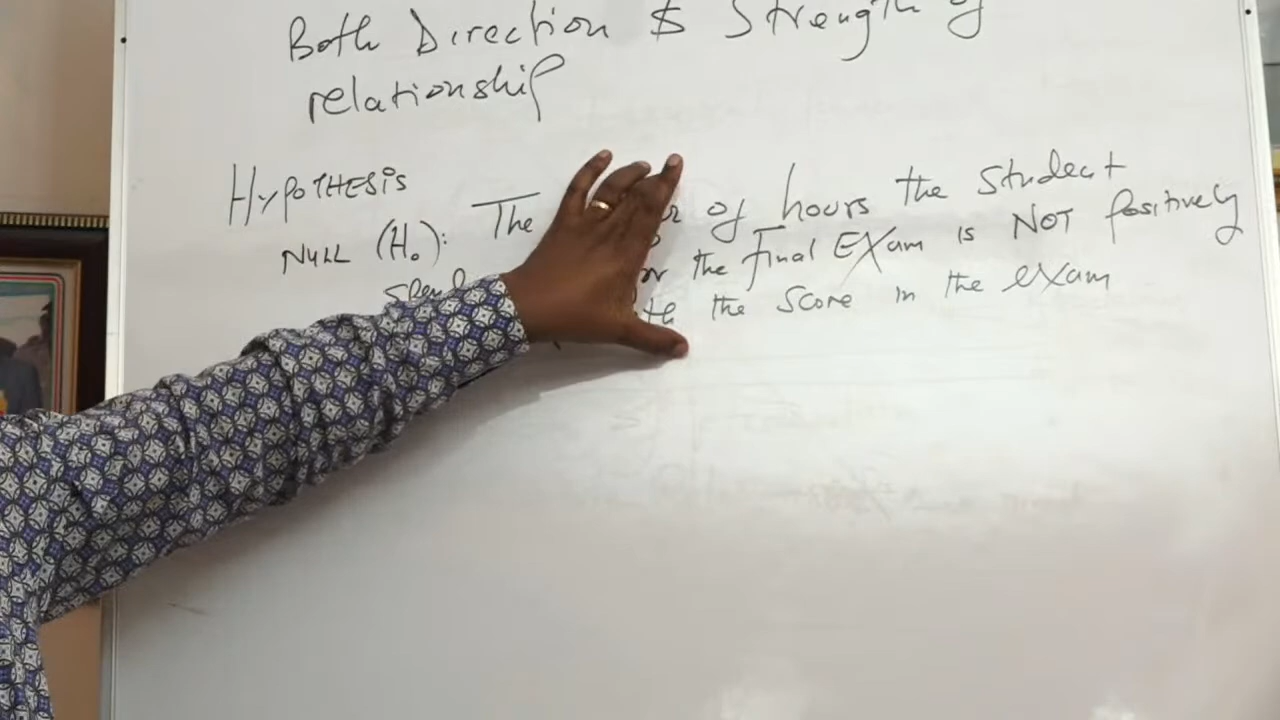 Both Direction & Strength of
relationship
Hypothesis
Null (H₀): The of hours the Student
the Final Exam is NOT Positively
the Score in the exam